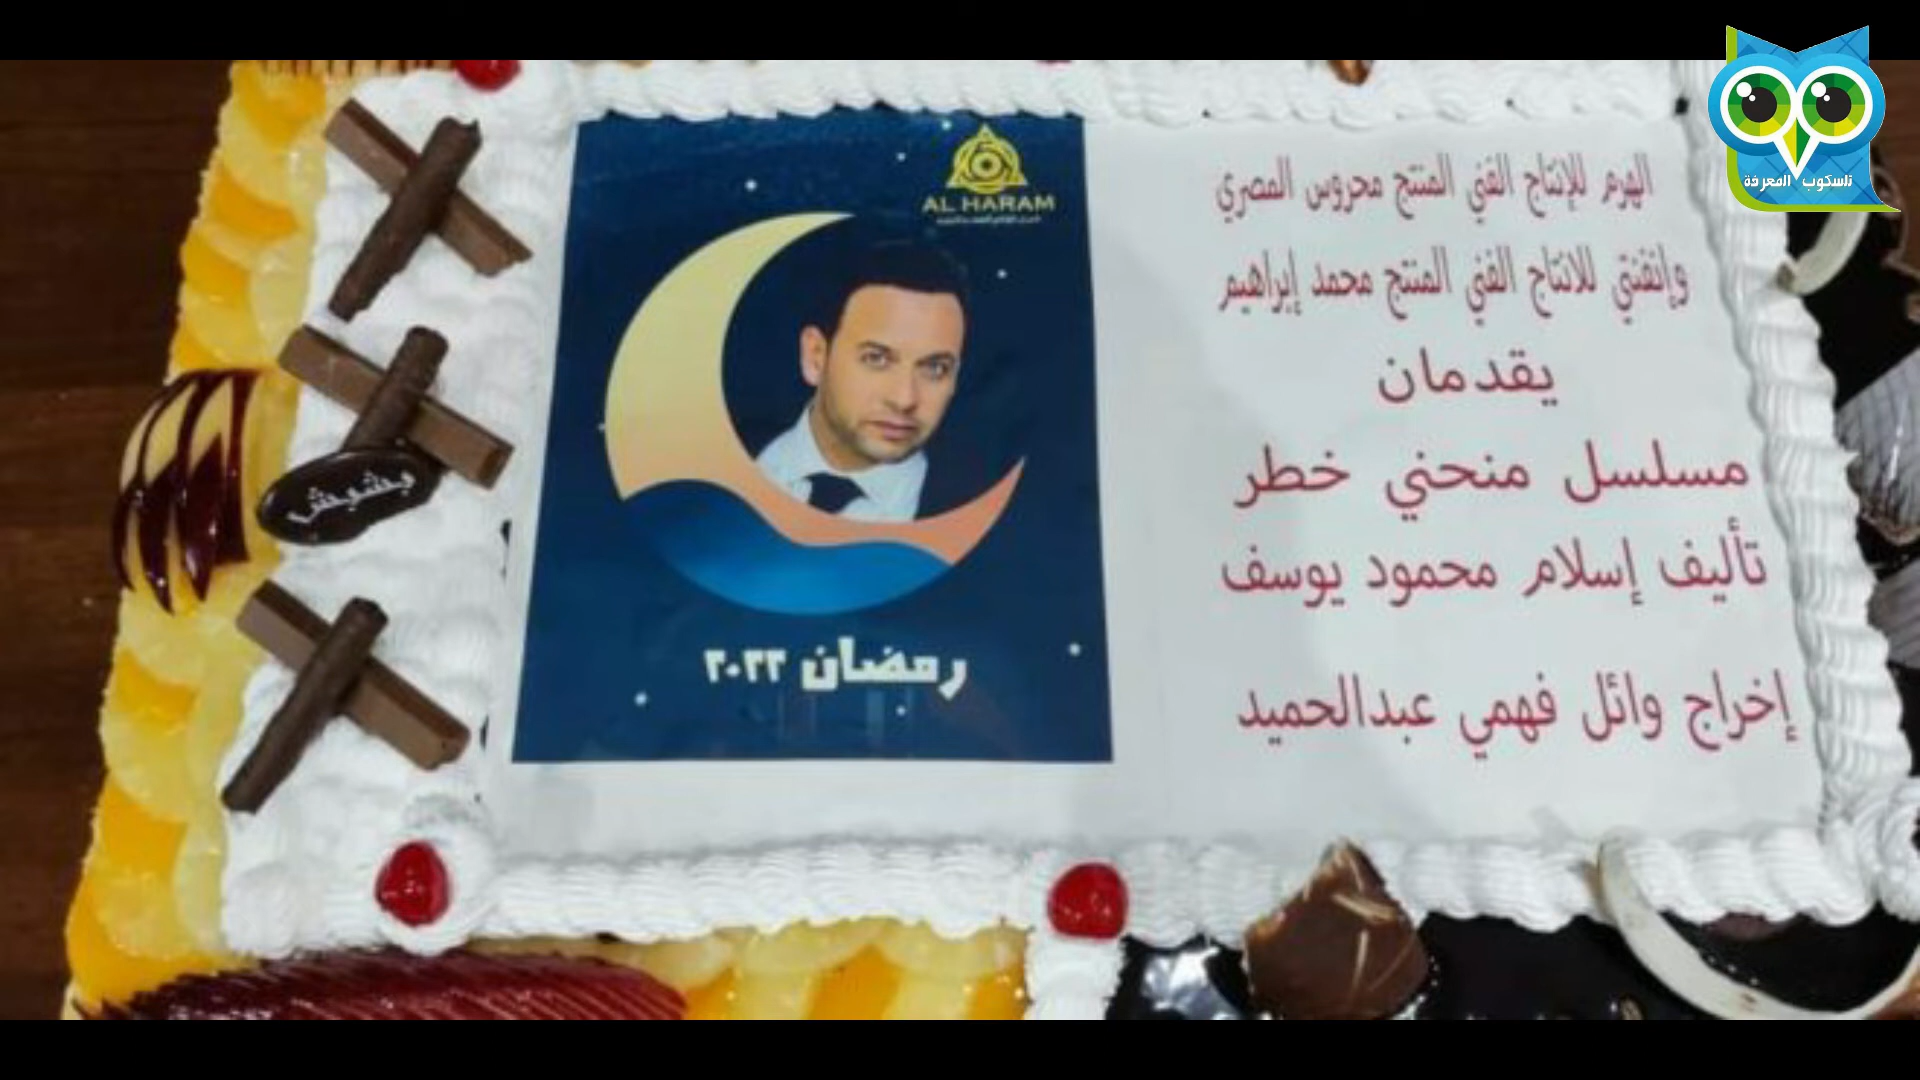 تلسكوب المعرفة
AL HARAM
الهرم للإنتاج الفني المنتج محروس المصري
وإنفنتي للانتاج الفني المنتج محمد إبراهيم
يقدمان
مسلسل منحني خطر
تأليف إسلام محمود يوسف
إخراج وائل فهمي عبدالحميد
رمضان ٢٠٢٢